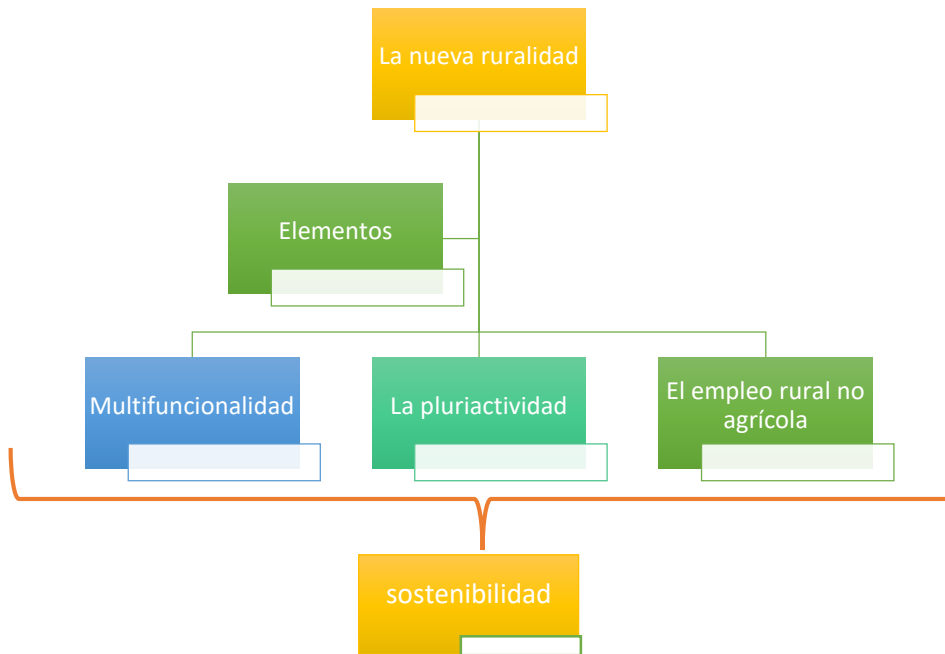 La nueva ruralidad
Elementos
Multifuncionalidad
La pluriactividad
El empleo rural no
agrícola
sostenibilidad